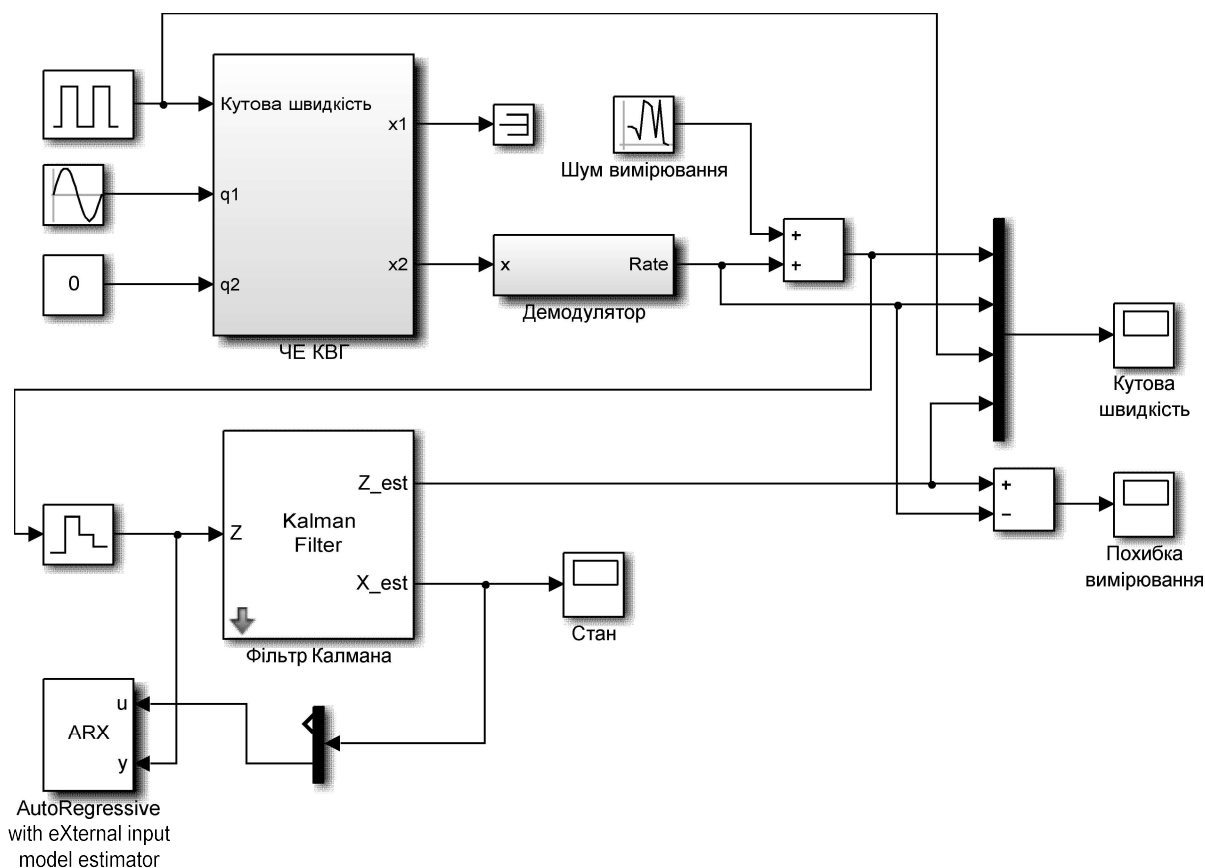 Кутова швидкість
x1
Шум вимірювання
q1
+
x2
x
Rate
+
0
q2
Демодулятор
ЧЕ КВГ
Кутова
швидкість
Z_est
+
Kalman
Filter
−
Z
Похибка
вимірювання
X_est
Стан
Фільтр Калмана
u
ARX
y
AutoRegressive
with eXternal input
model estimator